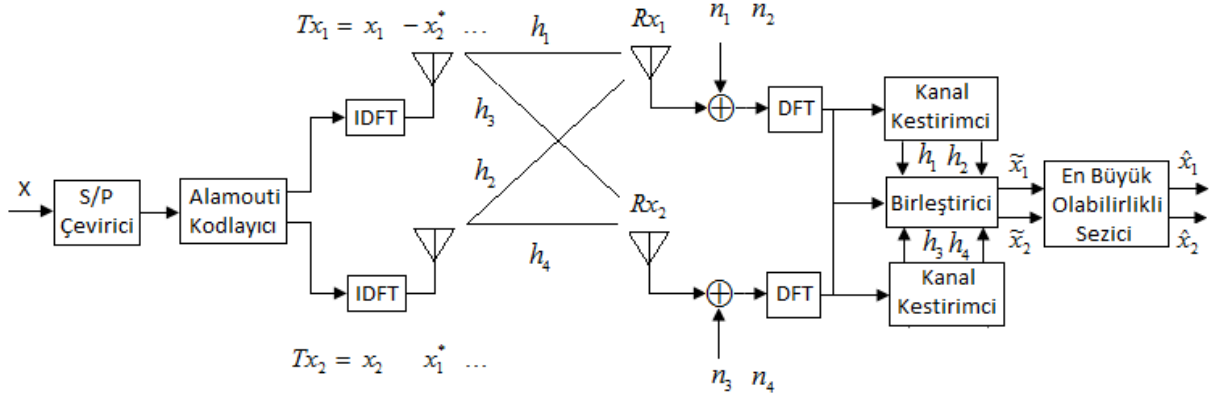 Tx₁ = x₁ −x₂* ...
h₁
Rx₁
n₁ n₂
IDFT
h₃
DFT
Kanal
Kestirimci
h₁ h₂
X
S/P
Çevirici
Alamouti
Kodlayıcı
h₂
Rx₂
Birleştirici
x̃₁
x̃₂
En Büyük
Olabilirlikli
Sezici
x̂₁
x̂₂
h₄
h₃ h₄
IDFT
DFT
Kanal
Kestirimci
Tx₂ = x₂ x₁* ...
n₃ n₄